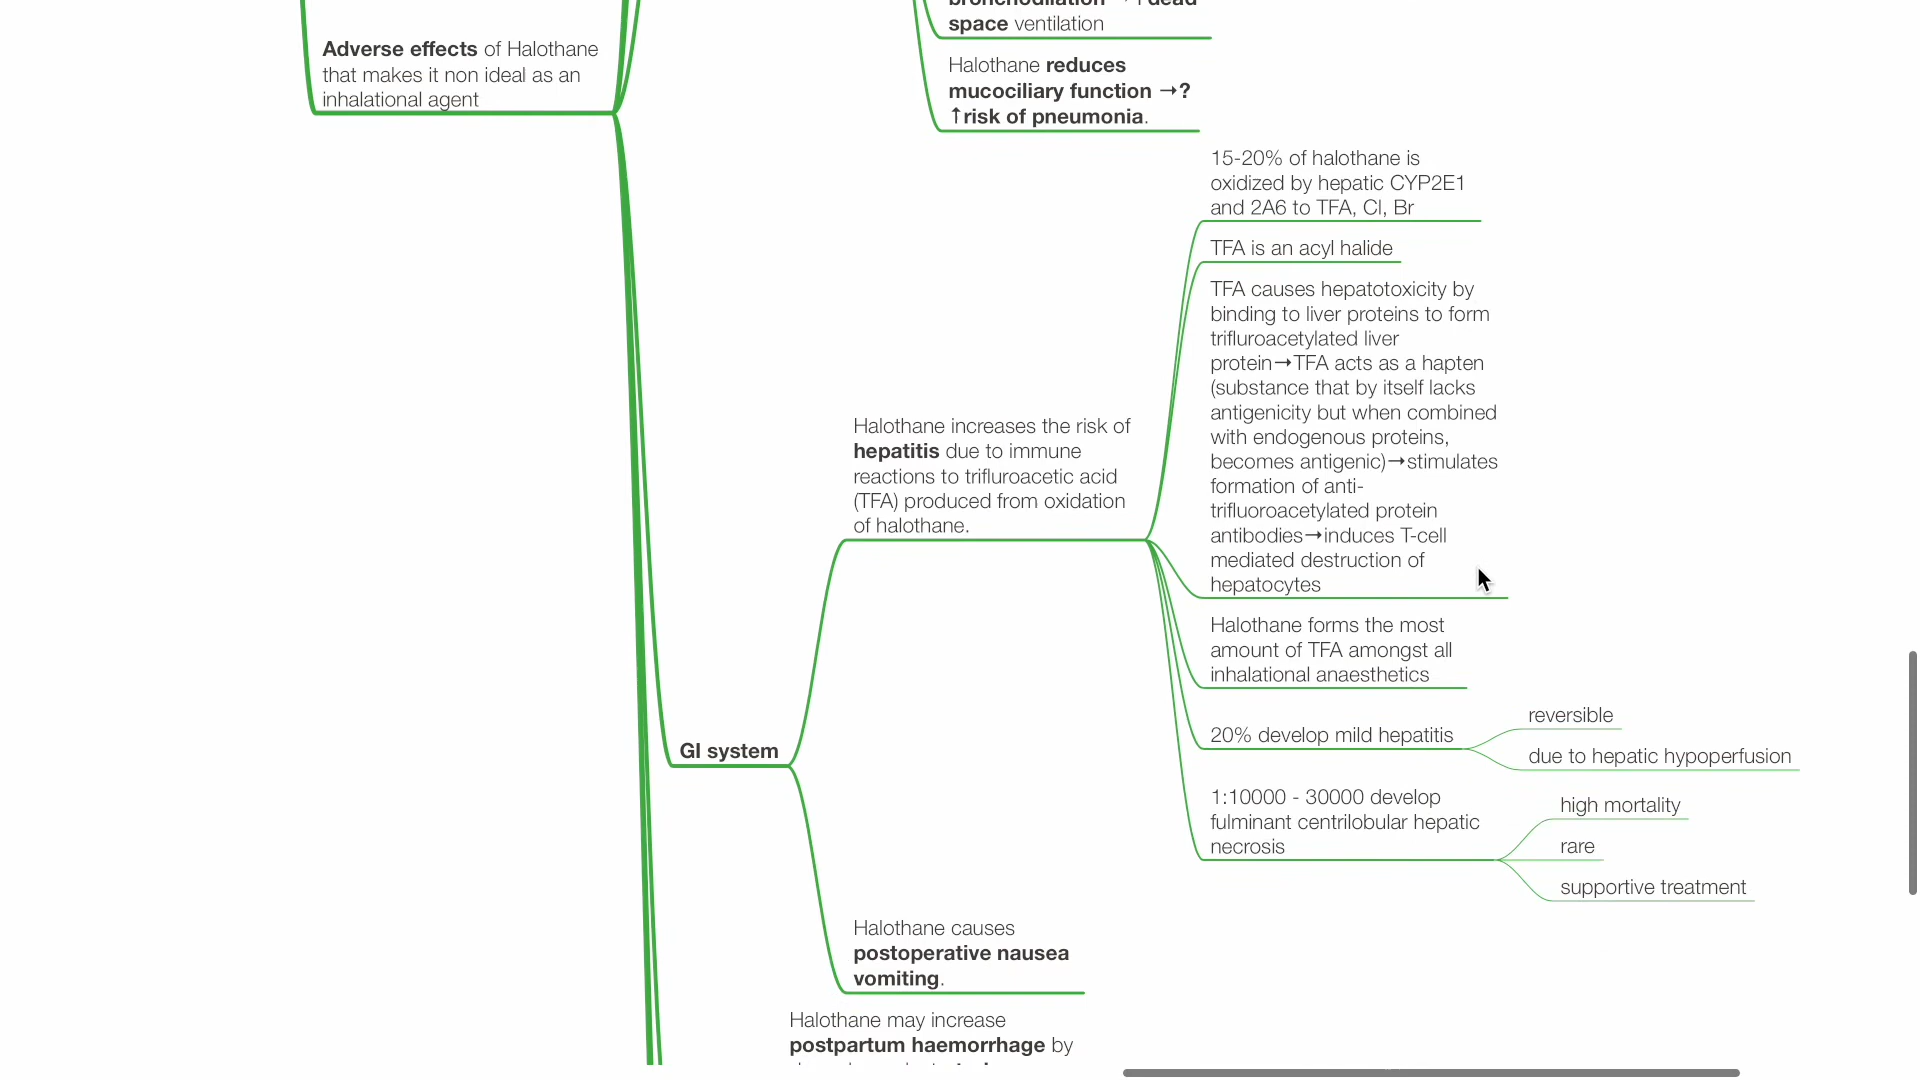 bronchodilation → ↑dead
space ventilation
Adverse effects of Halothane
that makes it non ideal as an
inhalational agent
Halothane reduces
mucociliary function →?
↑risk of pneumonia.
15-20% of halothane is
oxidized by hepatic CYP2E1
and 2A6 to TFA, Cl, Br
TFA is an acyl halide
TFA causes hepatotoxicity by
binding to liver proteins to form
trifluroacetylated liver
protein→TFA acts as a hapten
(substance that by itself lacks
antigenicity but when combined
with endogenous proteins,
becomes antigenic)→stimulates
formation of anti-
trifluoroacetylated protein
antibodies→induces T-cell
mediated destruction of
hepatocytes
Halothane increases the risk of
hepatitis due to immune
reactions to trifluroacetic acid
(TFA) produced from oxidation
of halothane.
Halothane forms the most
amount of TFA amongst all
inhalational anaesthetics
20% develop mild hepatitis
reversible
due to hepatic hypoperfusion
GI system
1:10000 - 30000 develop
fulminant centrilobular hepatic
necrosis
high mortality
rare
supportive treatment
Halothane causes
postoperative nausea
vomiting.
Halothane may increase
postpartum haemorrhage by